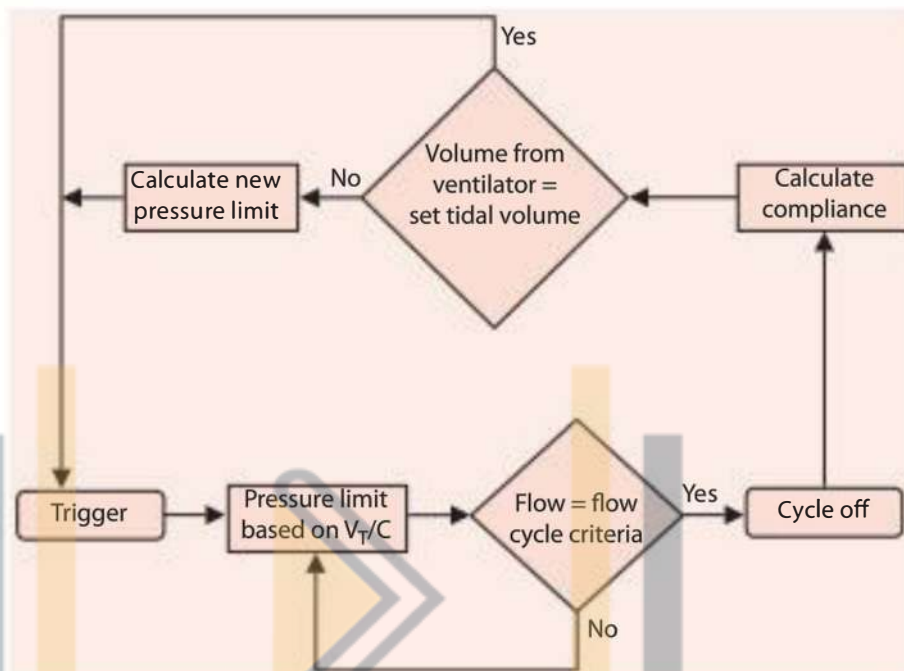 Yes
Volume from
ventilator =
set tidal volume
No
Calculate new
pressure limit
Calculate
compliance
Trigger
Pressure limit
based on V_T/C
Flow = flow
cycle criteria
Yes
Cycle off
No